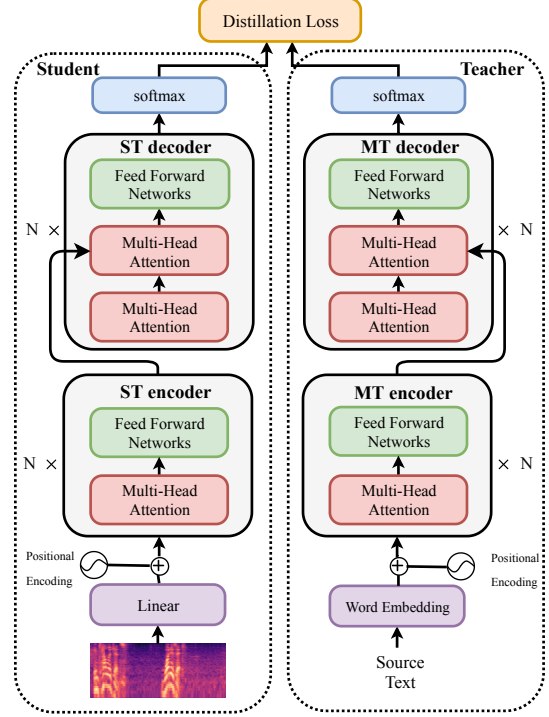 Distillation Loss
Student
softmax
ST decoder
Feed Forward
Networks
N ×
Multi-Head
Attention
Multi-Head
Attention
ST encoder
Feed Forward
Networks
N ×
Multi-Head
Attention
Positional
Encoding
Linear
Teacher
softmax
MT decoder
Feed Forward
Networks
× N
Multi-Head
Attention
Multi-Head
Attention
MT encoder
Feed Forward
Networks
× N
Multi-Head
Attention
Positional
Encoding
Word Embedding
Source
Text